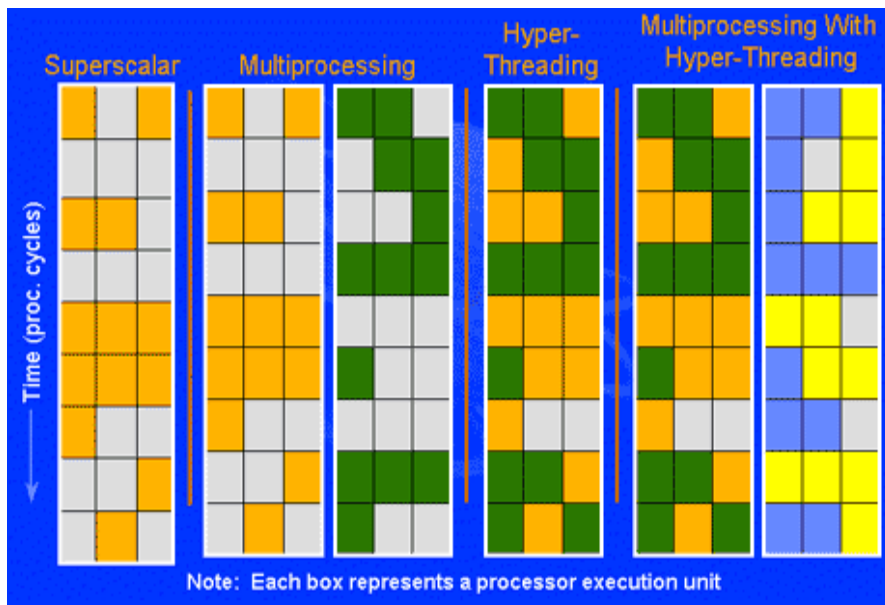 Superscalar
Multiprocessing
Hyper-
Threading
Multiprocessing With
Hyper-Threading
Time (proc. cycles)
Note: Each box represents a processor execution unit